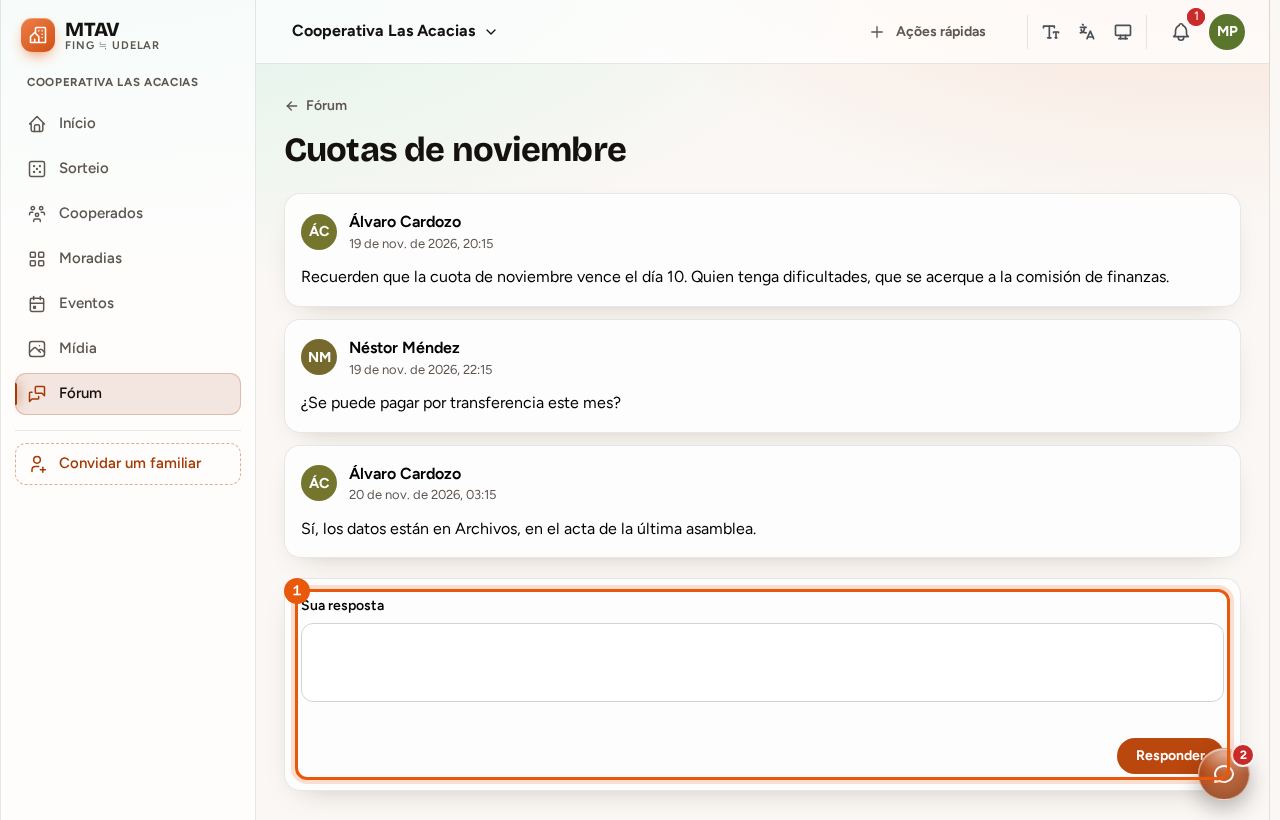 MTAV
FING ≒ UDELAR
COOPERATIVA LAS ACACIAS
Início
Sorteio
Cooperados
Moradias
Eventos
Mídia
Fórum
Convidar um familiar
Cooperativa Las Acacias
Ações rápidas
1
MP
Fórum
Cuotas de noviembre
ÁC
Álvaro Cardozo
19 de nov. de 2026, 20:15
Recuerden que la cuota de noviembre vence el día 10. Quien tenga dificultades, que se acerque a la comisión de finanzas.
NM
Néstor Méndez
19 de nov. de 2026, 22:15
¿Se puede pagar por transferencia este mes?
ÁC
Álvaro Cardozo
20 de nov. de 2026, 03:15
Sí, los datos están en Archivos, en el acta de la última asamblea.
1
Sua resposta
Responder
2